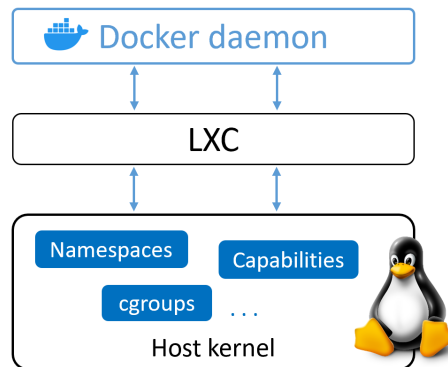 Docker daemon
LXC
Namespaces
Capabilities
cgroups
...
Host kernel